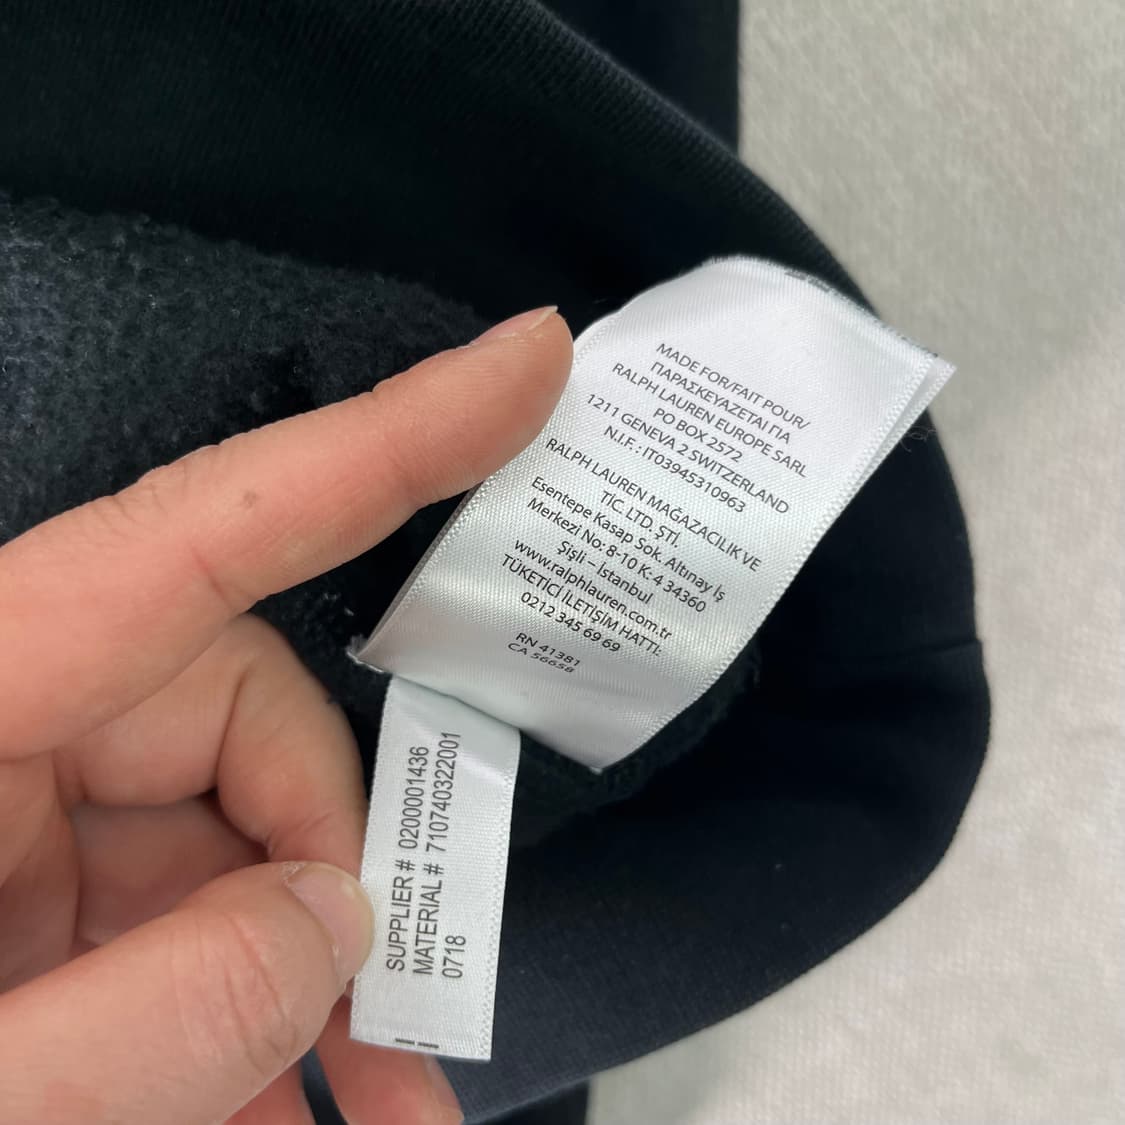 MADE FOR/FAIT POUR/
ΠΑΡΑΣΚΕΥΑΖΕΤΑΙ ΓΙΑ
RALPH LAUREN EUROPE SARL
PO BOX 2572
1211 GENEVA 2 SWITZERLAND
N.I.F. : IT03945310963
RALPH LAUREN MAĞAZACILIK VE
TİC. LTD. ŞTİ.
Esentepe Kasap Sok. Altınay İş
Merkezi No: 8-10 K: 4 34360
Şişli – İstanbul
www.ralphlauren.com.tr
TÜKETİCİ İLETİŞİM HATTI:
0212 345 69 69
RN 41381
CA 56658
SUPPLIER # 0200001436
MATERIAL # 710740322001
0718